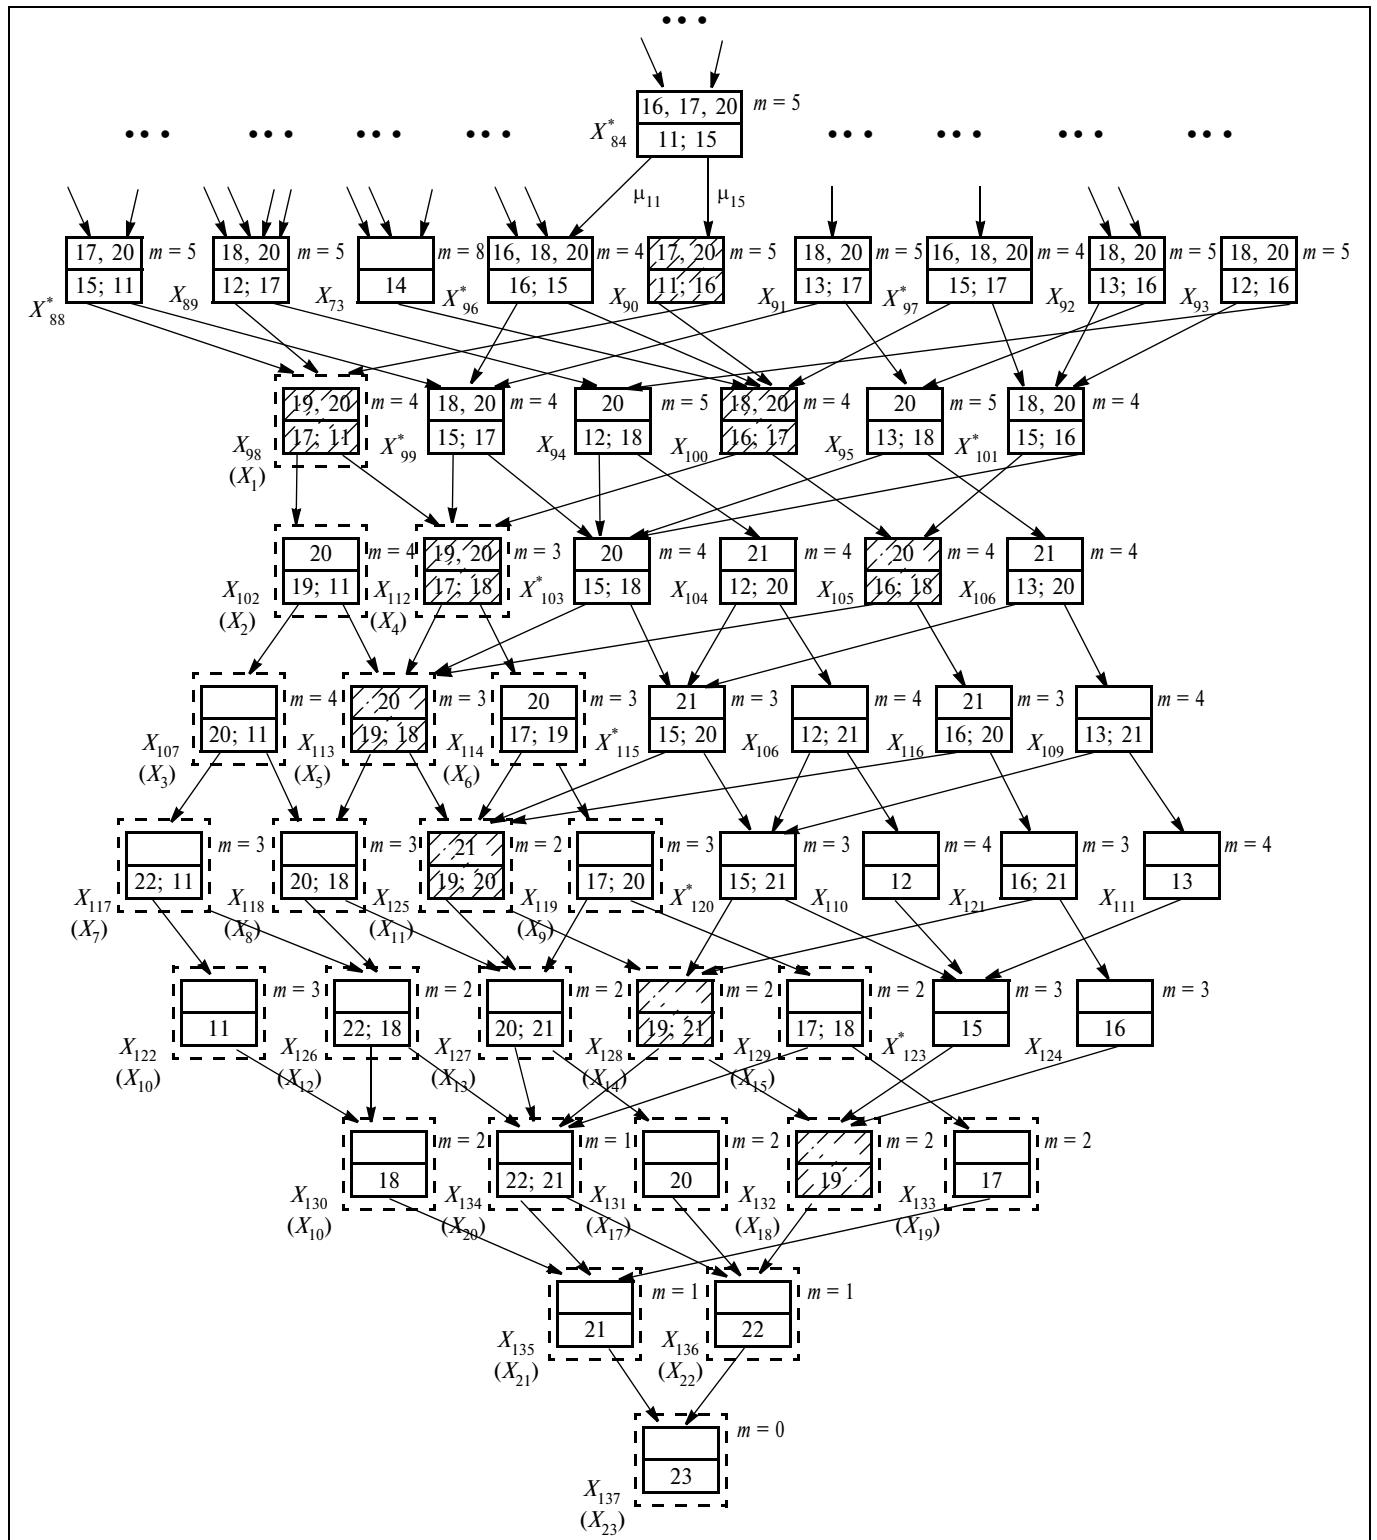 • • •
16, 17, 20 m = 5
X*84 11; 15
• • • • • • • • • • • • • • • • • • • • • • • •
μ11 μ15
17, 20 m = 5 18, 20 m = 5 m = 8 16, 18, 20 m = 4 17, 20 m = 5 18, 20 m = 5 16, 18, 20 m = 4 18, 20 m = 5 18, 20 m = 5
15; 11 12; 17 14 16; 15 11; 16 13; 17 15; 17 13; 16 12; 16
X*88 X89 X73 X*96 X90 X91 X*97 X92 X93
19, 20 m = 4 18, 20 m = 4 20 m = 5 18, 20 m = 4 20 m = 5 18, 20 m = 4
17; 11 15; 17 12; 18 16; 17 13; 18 15; 16
X98 X*99 X94 X100 X95 X*101
(X1)
20 m = 4 19, 20 m = 3 20 m = 4 21 m = 4 20 m = 4 21 m = 4
19; 11 17; 18 15; 18 12; 20 16; 18 13; 20
X102 X112 X*103 X104 X105 X106
(X2) (X4)
m = 4 20 m = 3 20 m = 3 21 m = 3 m = 4 21 m = 3 m = 4
20; 11 19; 18 17; 19 15; 20 12; 21 16; 20 13; 21
X107 X113 X114 X*115 X106 X116 X109
(X3) (X5) (X6)
m = 3 m = 3 21 m = 2 m = 3 m = 3 m = 4 m = 3 m = 4
22; 11 20; 18 19; 20 17; 20 15; 21 12 16; 21 13
X117 X118 X125 X119 X*120 X110 X121 X111
(X7) (X8) (X11) (X9)
m = 3 m = 2 m = 2 m = 2 m = 2 m = 3 m = 3
11 22; 18 20; 21 19; 21 17; 18 15 16
X122 X126 X127 X128 X129 X*123 X124
(X10) (X12) (X13) (X14) (X15)
m = 2 m = 1 m = 2 m = 2 m = 2
18 22; 21 20 19 17
X130 X134 X131 X132 X133
(X10) (X20) (X17) (X18) (X19)
m = 1 m = 1
21 22
X135 X136
(X21) (X22)
m = 0
23
X137
(X23)